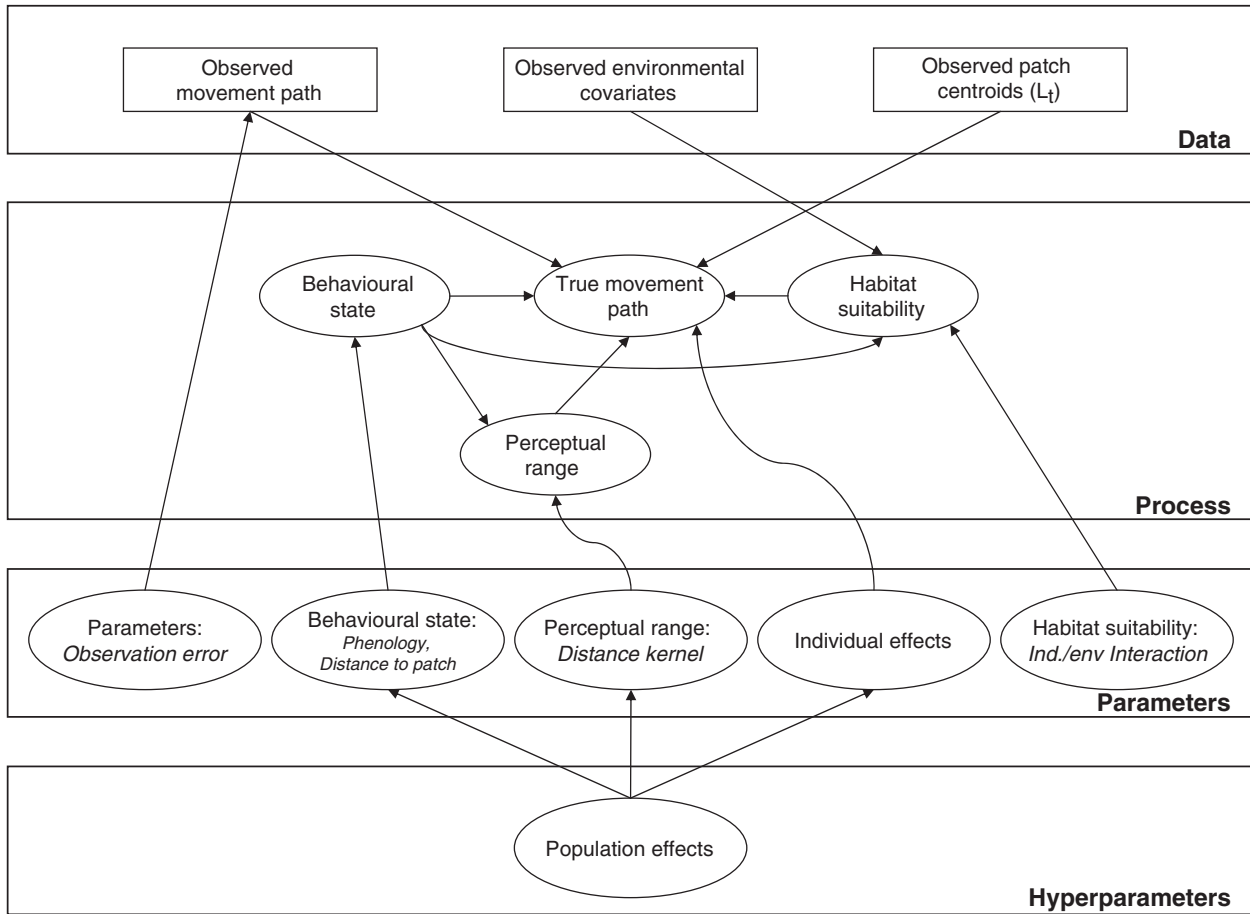 Observed
movement path
Observed environmental
covariates
Observed patch
centroids (Lt)
Data
Behavioural
state
True movement
path
Habitat
suitability
Perceptual
range
Process
Parameters:
Observation error
Behavioural state:
Phenology,
Distance to patch
Perceptual range:
Distance kernel
Individual effects
Habitat suitability:
Ind./env Interaction
Parameters
Population effects
Hyperparameters